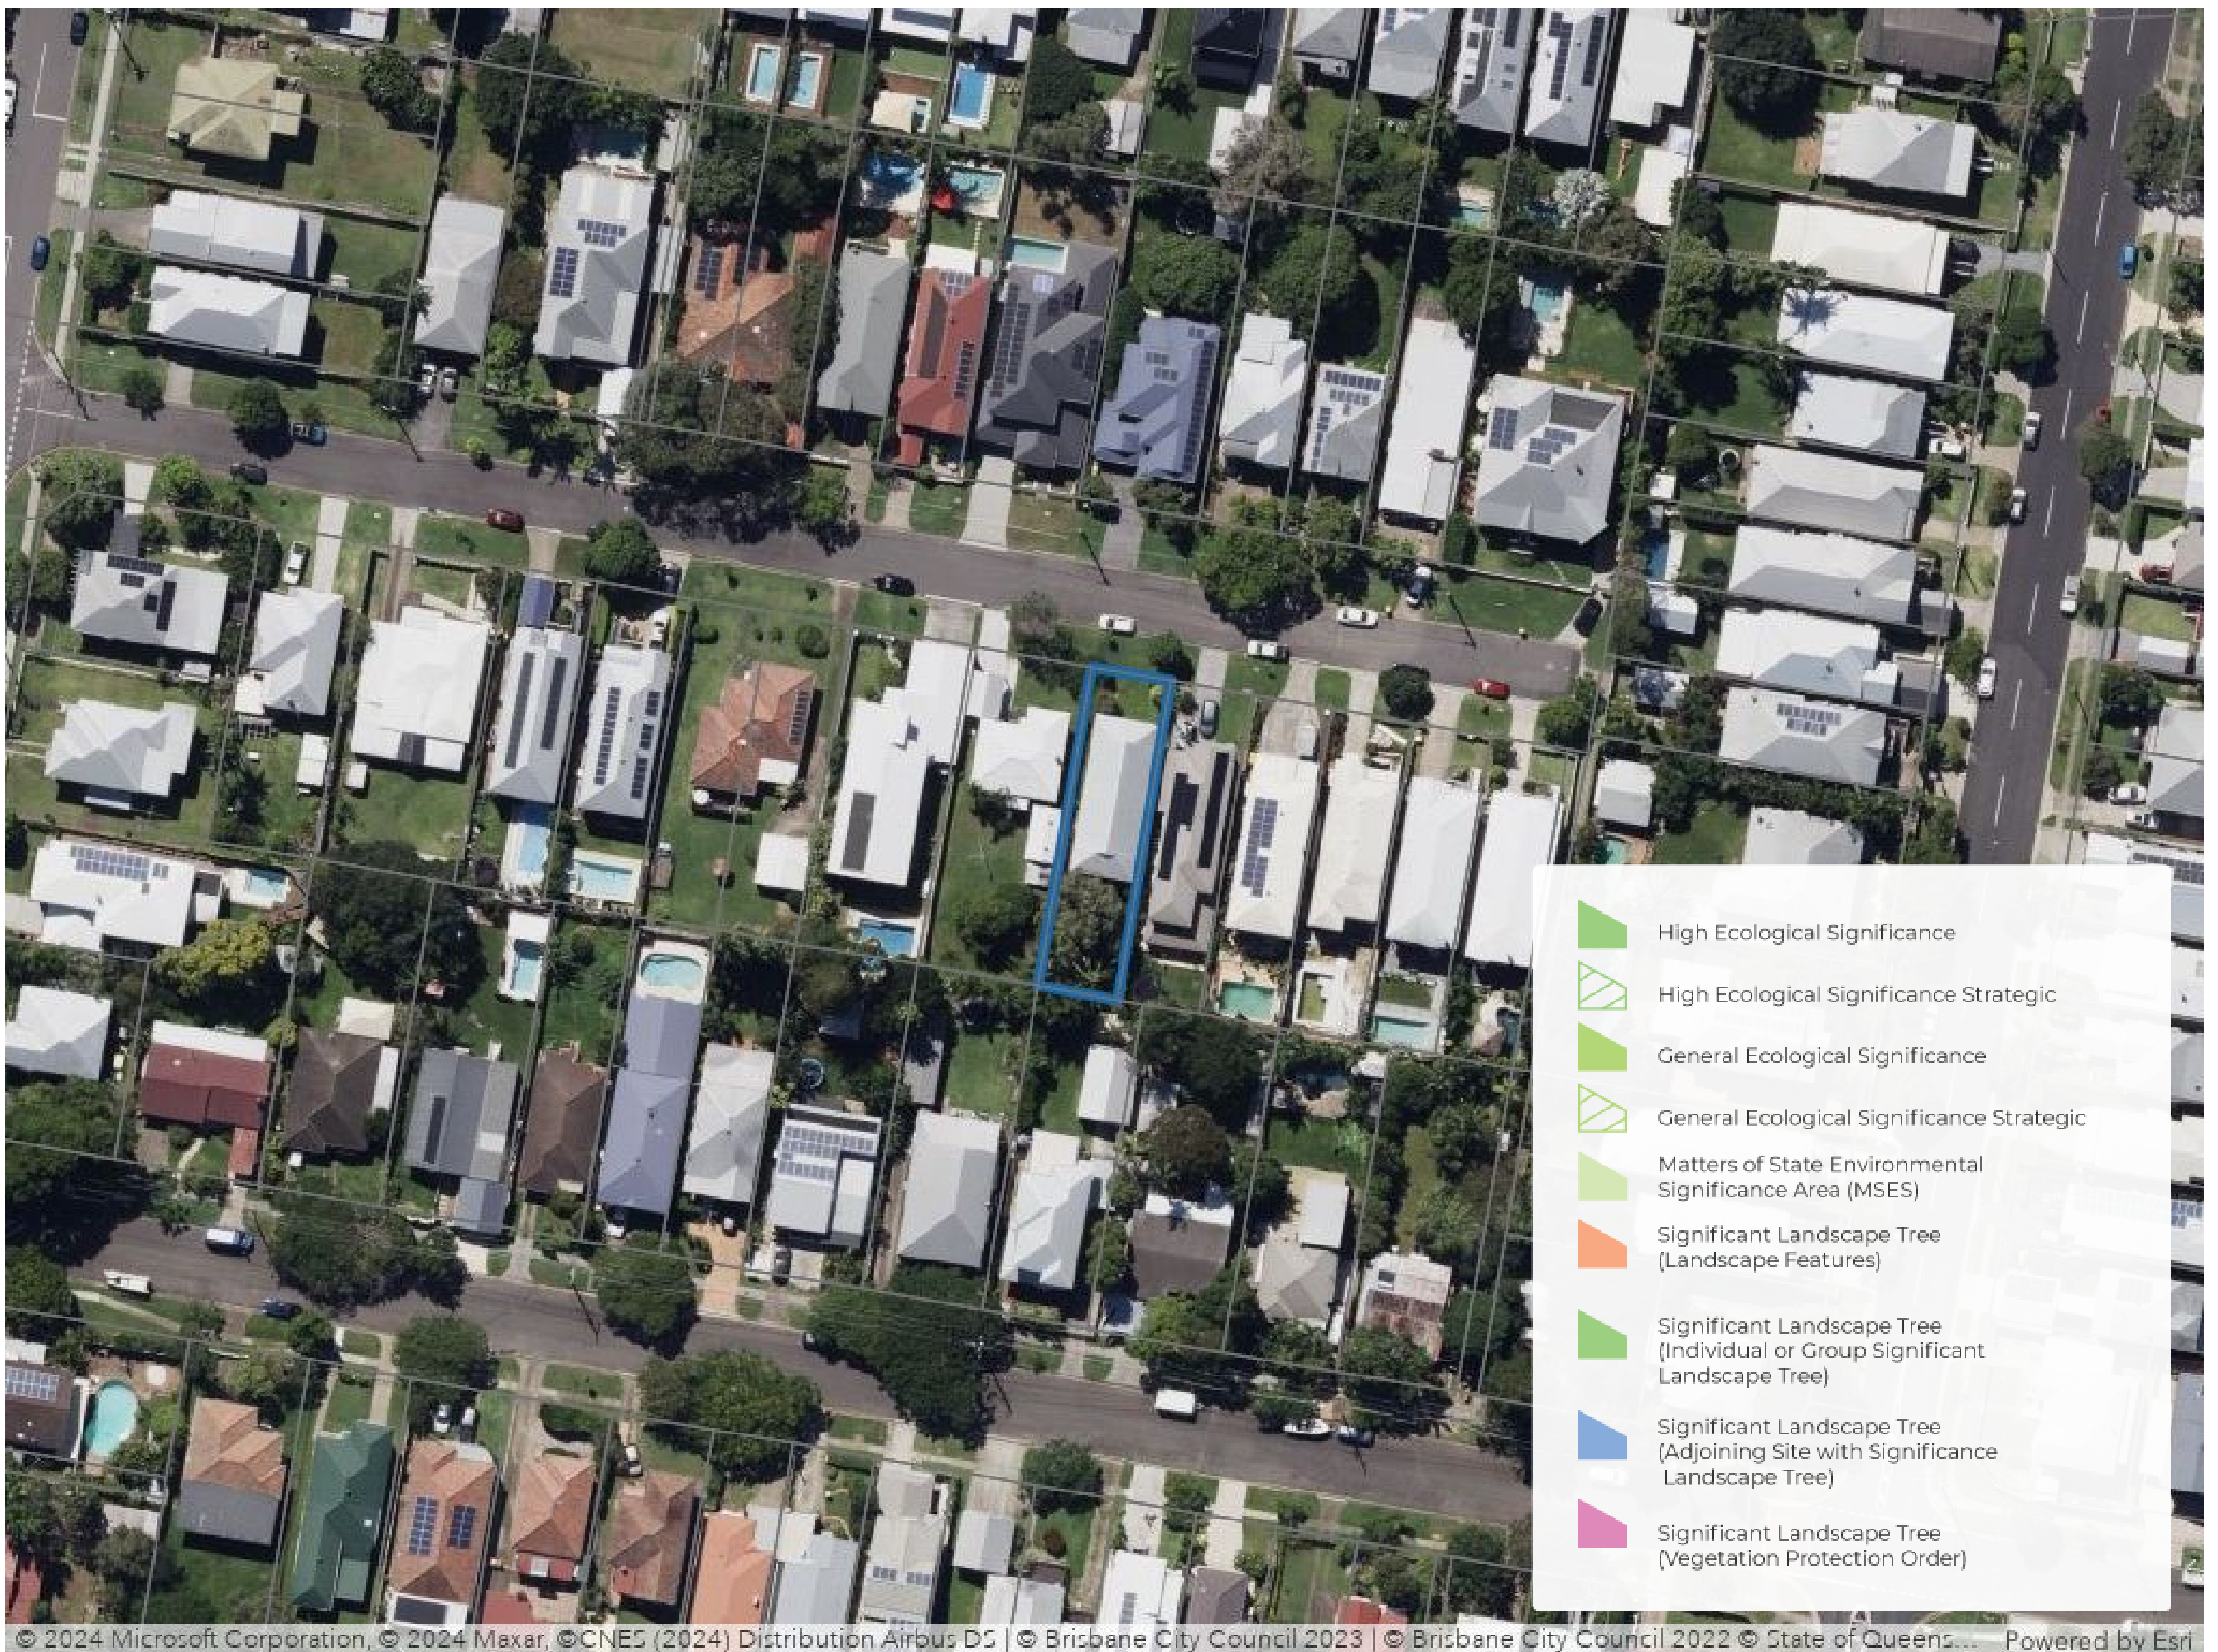 High Ecological Significance
High Ecological Significance Strategic
General Ecological Significance
General Ecological Significance Strategic
Matters of State Environmental
Significance Area (MSES)
Significant Landscape Tree
(Landscape Features)
Significant Landscape Tree
(Individual or Group Significant
Landscape Tree)
Significant Landscape Tree
(Adjoining Site with Significance
Landscape Tree)
Significant Landscape Tree
(Vegetation Protection Order)
© 2024 Microsoft Corporation, © 2024 Maxar, ©CNES (2024) Distribution Airbus DS | © Brisbane City Council 2023 | © Brisbane City Council 2022 © State of Queens... Powered by Esri